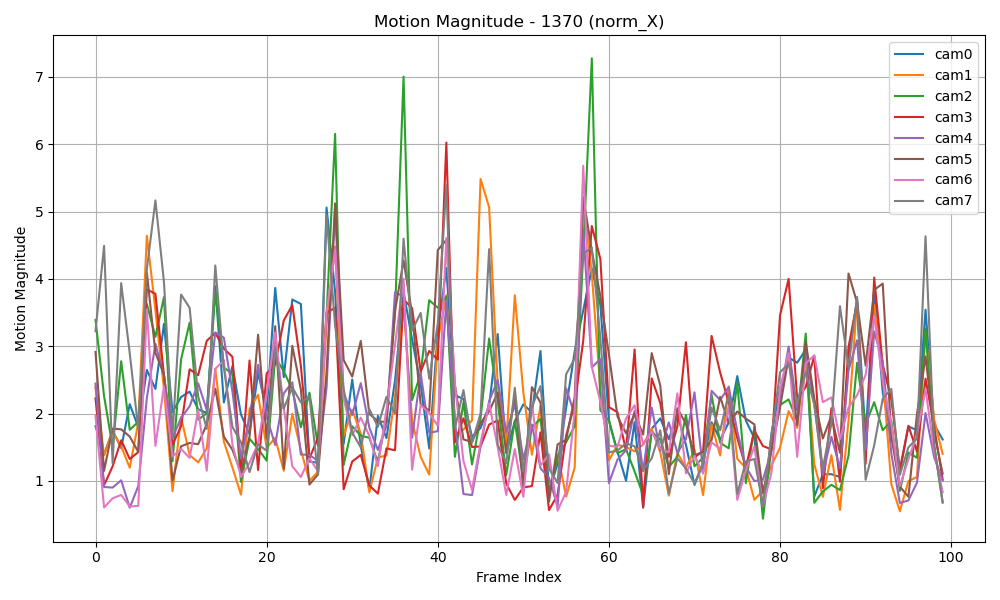 Motion Magnitude - 1370 (norm_X)
Motion Magnitude
7
6
5
4
3
2
1
0
20
40
60
80
100
Frame Index
cam0
cam1
cam2
cam3
cam4
cam5
cam6
cam7